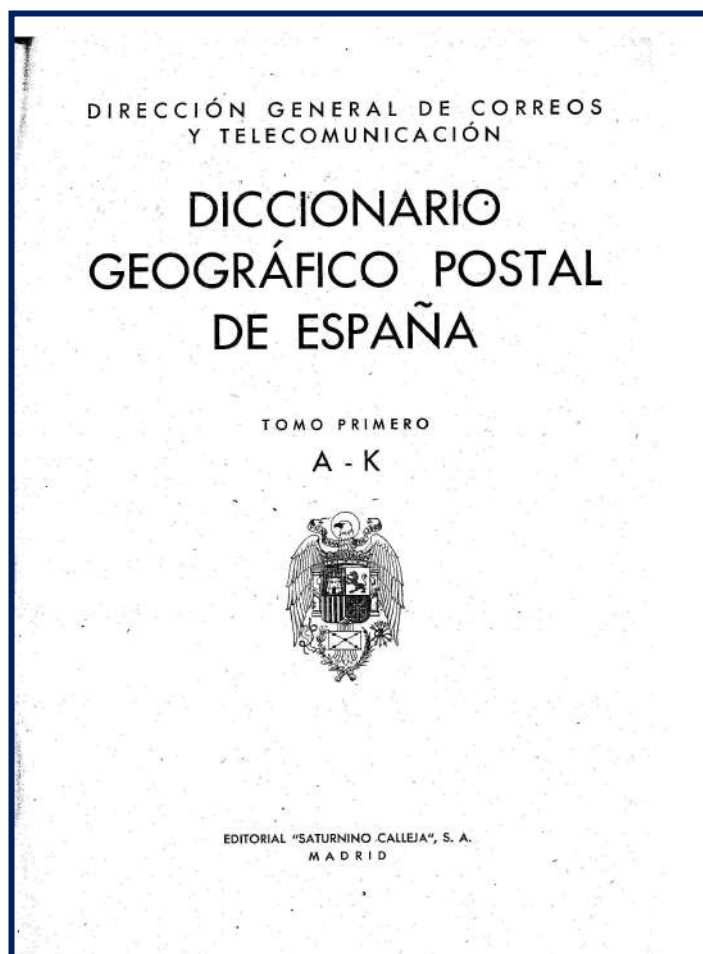 DIRECCIÓN GENERAL DE CORREOS
Y TELECOMUNICACIÓN
DICCIONARIO
GEOGRÁFICO POSTAL
DE ESPAÑA
TOMO PRIMERO
A - K
EDITORIAL "SATURNINO CALLEJA", S. A.
MADRID